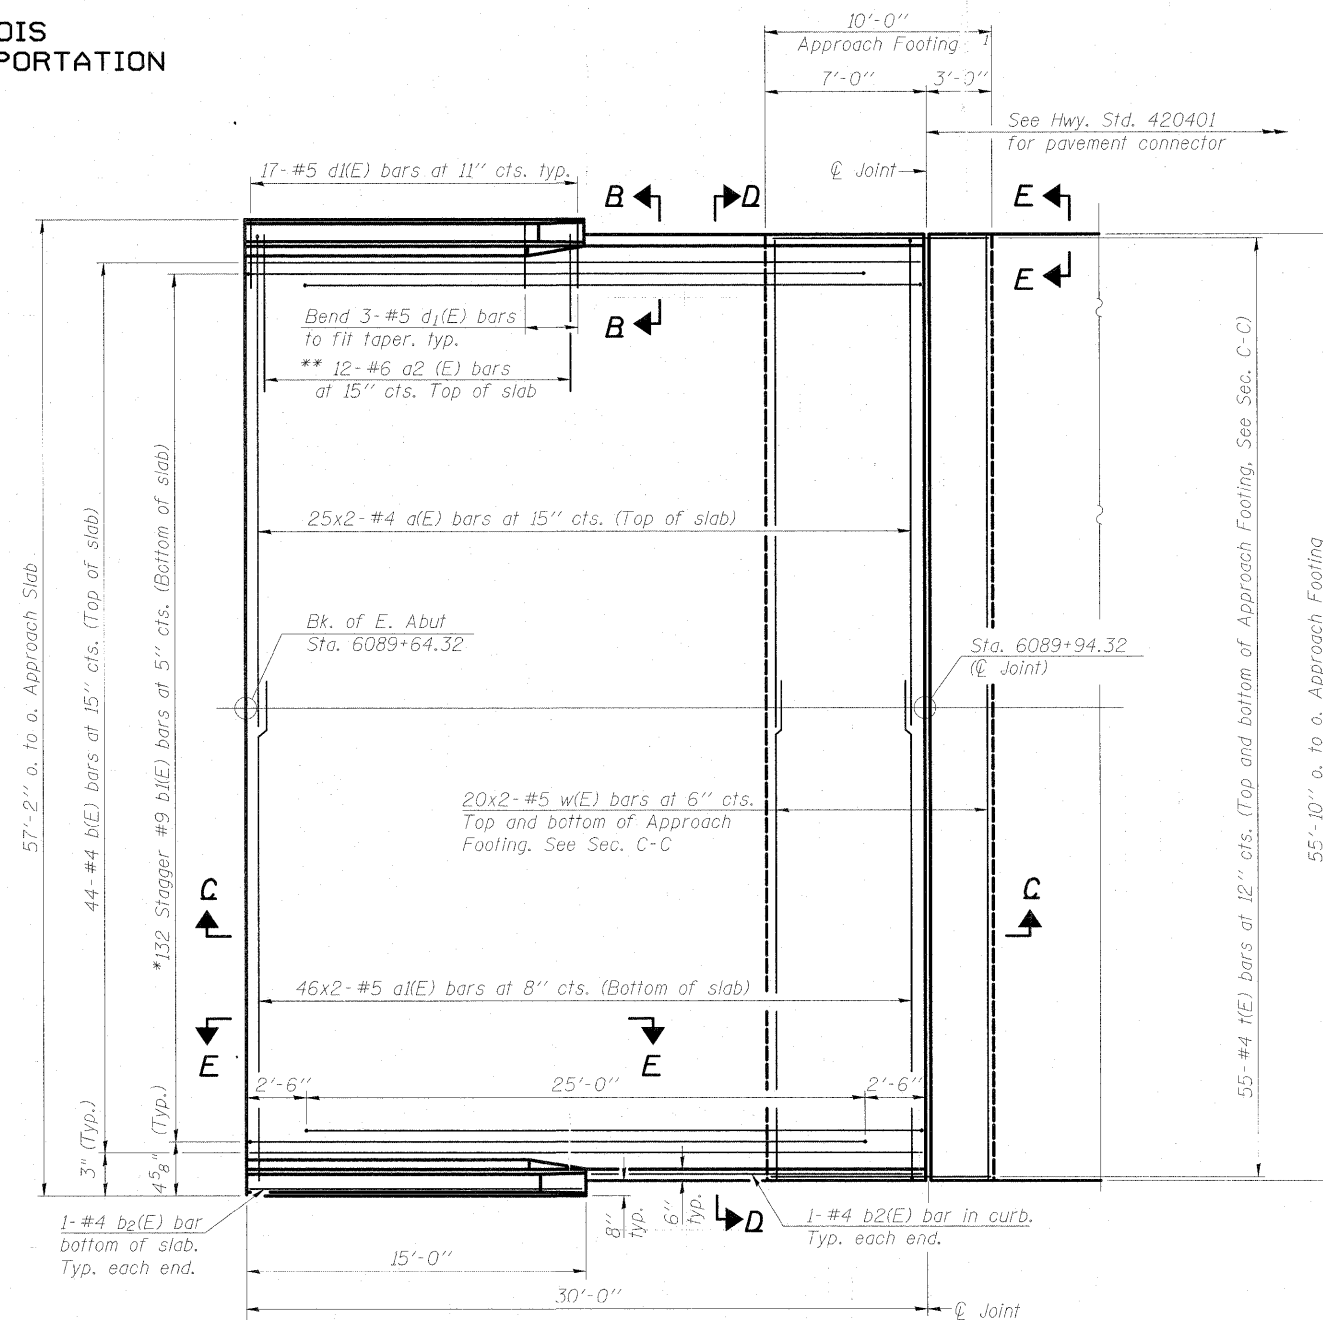 OIS
PORTATION
10'-0"
Approach Footing
7'-0"
3'-0"
See Hwy. Std. 420401
for pavement connector
℄ Joint
17-#5 d1(E) bars at 11" cts. typ.
B
D
E
E
B
Bend 3-#5 d1(E) bars
to fit taper. typ.
** 12-#6 a2 (E) bars
at 15" cts. Top of slab
25x2-#4 a(E) bars at 15" cts. (Top of slab)
Bk. of E. Abut
Sta. 6089+64.32
Sta. 6089+94.32
(℄ Joint)
57'-2" o. to o. Approach Slab
44-#4 b(E) bars at 15" cts. (Top of slab)
*132 Stagger #9 b1(E) bars at 5" cts. (Bottom of slab)
55-#4 t(E) bars at 12" cts. (Top and bottom of Approach Footing, See Sec. C-C)
55'-10" o. to o. Approach Footing
20x2-#5 w(E) bars at 6" cts.
Top and bottom of Approach
Footing. See Sec. C-C
C
C
46x2-#5 a1(E) bars at 8" cts. (Bottom of slab)
E
E
2'-6"
25'-0"
2'-6"
3" (Typ.)
4 5/8" (Typ.)
1-#4 b2(E) bar
bottom of slab.
Typ. each end.
8"
typ.
6"
typ.
D
1-#4 b2(E) bar in curb.
Typ. each end.
15'-0"
30'-0"
℄ Joint